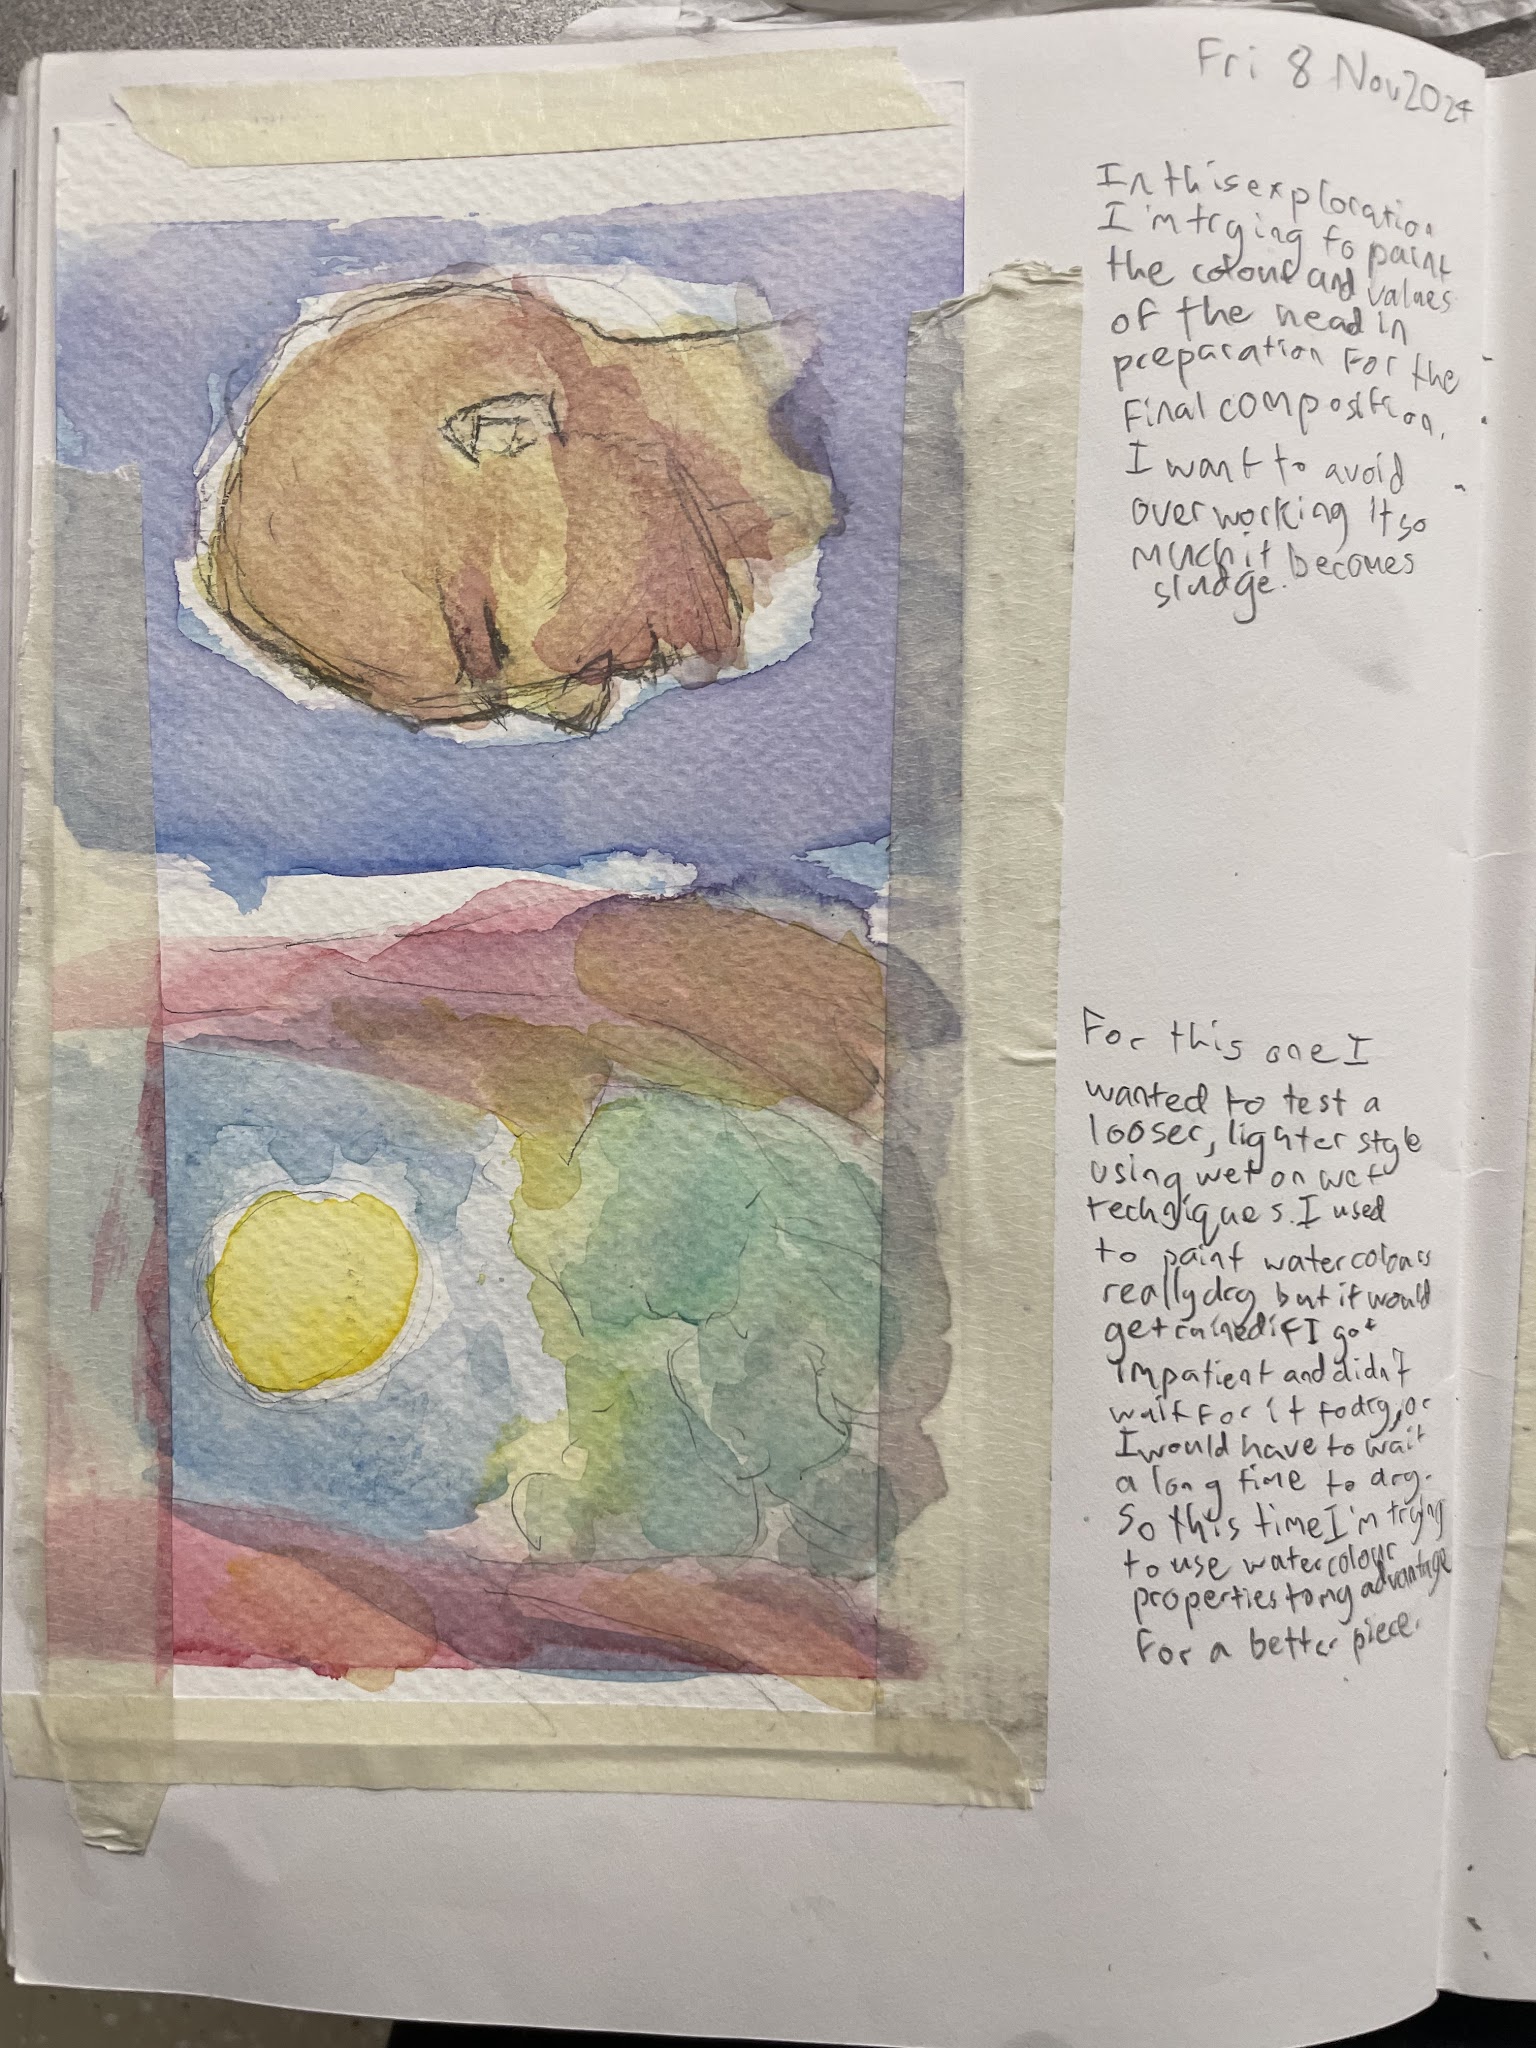 Fri 8 Nov 2024
In this exploration
I'm trying to paint
the colour and values
of the head in
preparation for the
final composition.
I want to avoid
overworking it so
much it becomes
sludge.
For this one I
wanted to test a
looser, lighter style
using wet on wet
techniques. I used
to paint watercolours
really dry but it would
get ruined if I got
impatient and didn't
wait for it to dry, or
I would have to wait
a long time to dry.
So this time I'm trying
to use watercolour
properties to my advantage
for a better piece.